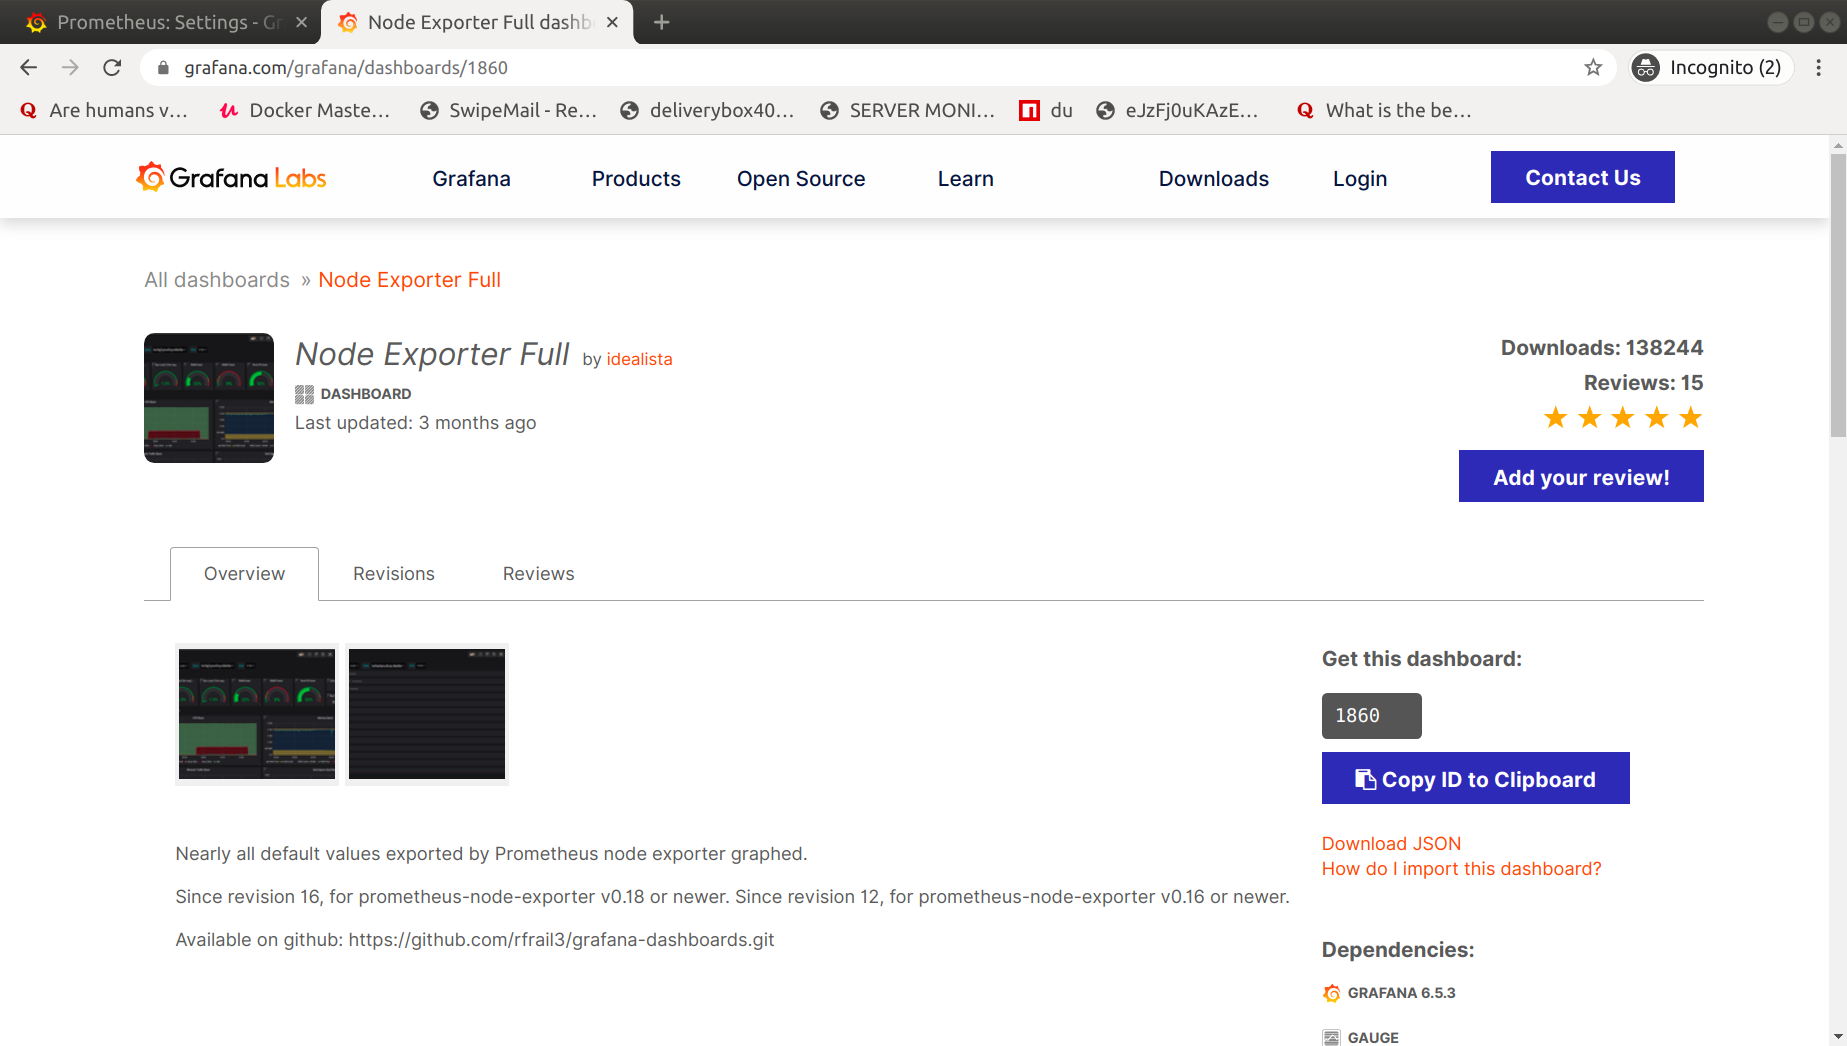 Prometheus: Settings - Gr
Node Exporter Full dashb
grafana.com/grafana/dashboards/1860
Incognito (2)
Are humans v...
Docker Maste...
SwipeMail - Re...
deliverybox40...
SERVER MONI...
du
eJzFj0uKAzE...
What is the be...
Grafana Labs
Grafana
Products
Open Source
Learn
Downloads
Login
Contact Us
All dashboards » Node Exporter Full
Node Exporter Full by idealista
DASHBOARD
Last updated: 3 months ago
Downloads: 138244
Reviews: 15
Add your review!
Overview
Revisions
Reviews
Get this dashboard:
1860
Copy ID to Clipboard
Download JSON
How do I import this dashboard?
Nearly all default values exported by Prometheus node exporter graphed.
Since revision 16, for prometheus-node-exporter v0.18 or newer. Since revision 12, for prometheus-node-exporter v0.16 or newer.
Available on github: https://github.com/rfrail3/grafana-dashboards.git
Dependencies:
GRAFANA 6.5.3
GAUGE